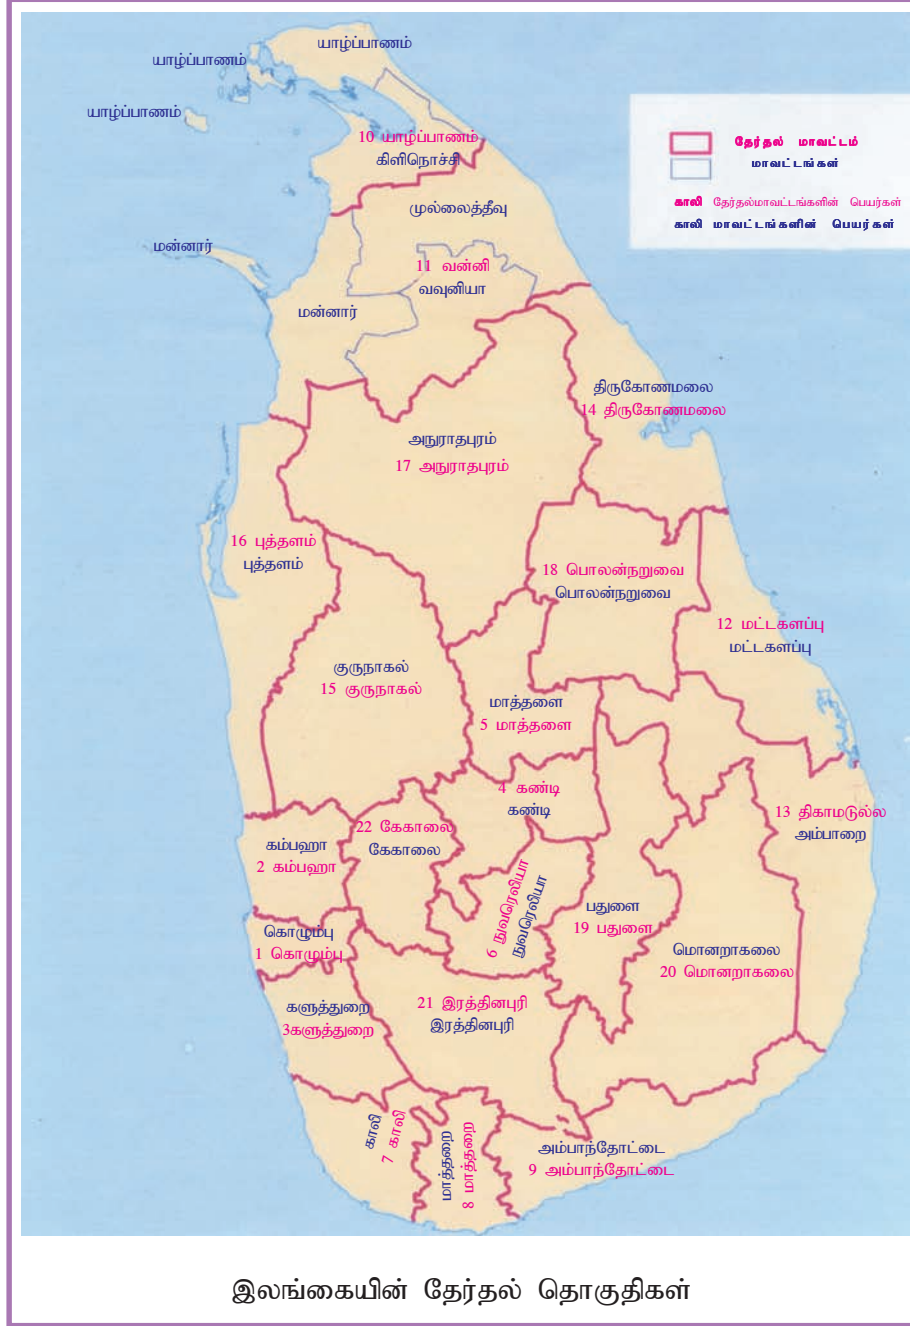 யாழ்ப்பாணம்
யாழ்ப்பாணம்
யாழ்ப்பாணம்
10 யாழ்ப்பாணம்
கிளிநொச்சி
தேர்தல் மாவட்டம்
மாவட்டங்கள்
காலி தேர்தல்மாவட்டங்களின் பெயர்கள்
காலி மாவட்டங்களின் பெயர்கள்
முல்லைத்தீவு
மன்னார்
11 வன்னி
வவுனியா
மன்னார்
திருகோணமலை
14 திருகோணமலை
அநுராதபுரம்
17 அநுராதபுரம்
16 புத்தளம்
புத்தளம்
18 பொலன்நறுவை
பொலன்நறுவை
12 மட்டகளப்பு
மட்டகளப்பு
குருநாகல்
15 குருநாகல்
மாத்தளை
5 மாத்தளை
4 கண்டி
கண்டி
13 திகாமடுல்ல
அம்பாறை
22 கேகாலை
கேகாலை
கம்பஹா
2 கம்பஹா
6 நுவரெலியா
நுவரெலியா
பதுளை
19 பதுளை
கொழும்பு
1 கொழும்பு
மொனறாகலை
20 மொனறாகலை
களுத்துறை
3களுத்துறை
21 இரத்தினபுரி
இரத்தினபுரி
காலி
7 காலி
மாத்தறை
8 மாத்தறை
அம்பாந்தோட்டை
9 அம்பாந்தோட்டை
இலங்கையின் தேர்தல் தொகுதிகள்